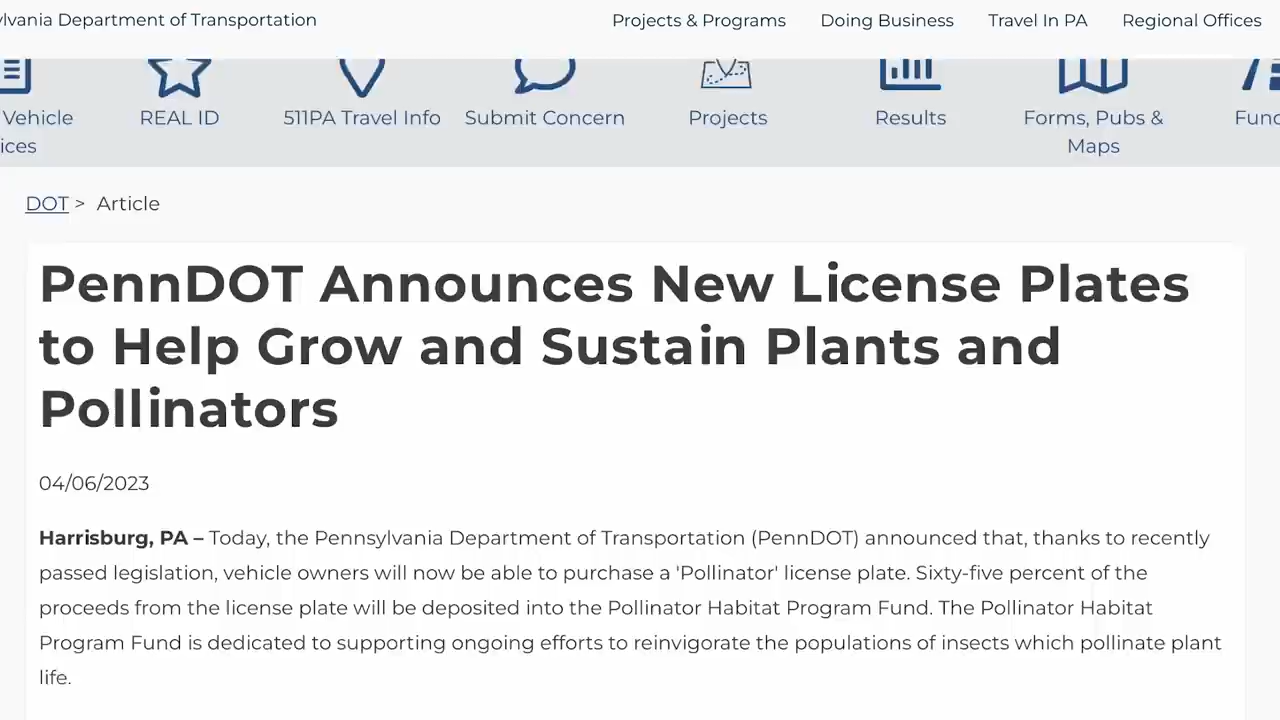 ylvania Department of Transportation
Projects & Programs Doing Business Travel In PA Regional Offices
Vehicle REAL ID 511PA Travel Info Submit Concern Projects Results Forms, Pubs & Func
ices Maps
DOT > Article
PennDOT Announces New License Plates
to Help Grow and Sustain Plants and
Pollinators
04/06/2023
Harrisburg, PA – Today, the Pennsylvania Department of Transportation (PennDOT) announced that, thanks to recently
passed legislation, vehicle owners will now be able to purchase a 'Pollinator' license plate. Sixty-five percent of the
proceeds from the license plate will be deposited into the Pollinator Habitat Program Fund. The Pollinator Habitat
Program Fund is dedicated to supporting ongoing efforts to reinvigorate the populations of insects which pollinate plant
life.